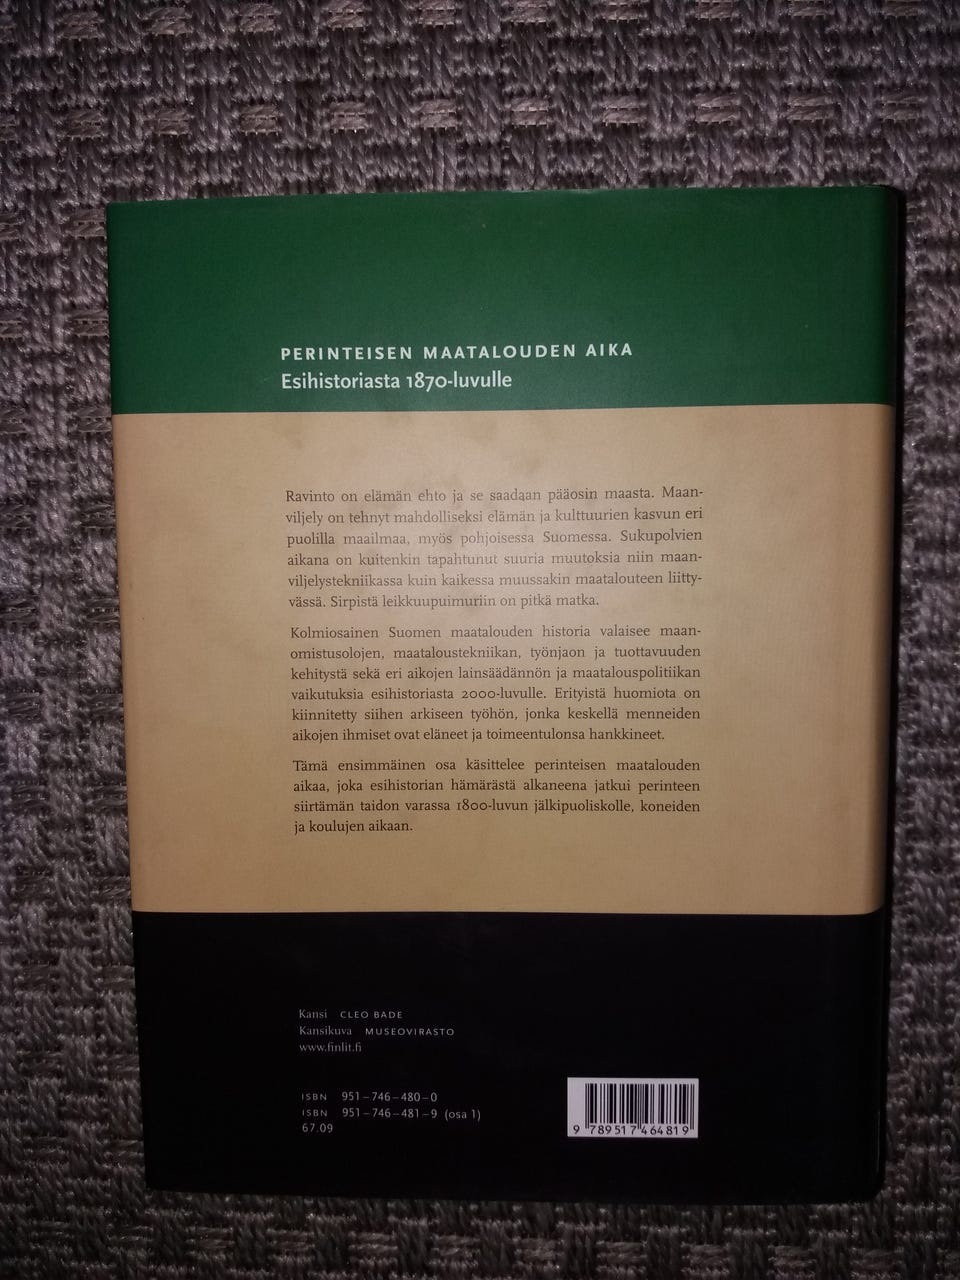 PERINTEISEN MAATALOUDEN AIKA
Esihistoriasta 1870-luvulle
Ravinto on elämän ehto ja se saadaan pääosin maasta. Maan-
viljely on tehnyt mahdolliseksi elämän ja kulttuurien kasvun eri
puolilla maailmaa, myös pohjoisessa Suomessa. Sukupolvien
aikana on kuitenkin tapahtunut suuria muutoksia niin maan-
viljelystekniikassa kuin kaikessa muussakin maatalouteen liitty-
vässä. Sirpistä leikkuupuimuriin on pitkä matka.
Kolmiosainen Suomen maatalouden historia valaisee maan-
omistusolojen, maataloustekniikan, työnjaon ja tuottavuuden
kehitystä sekä eri aikojen lainsäädännön ja maatalouspolitiikan
vaikutuksia esihistoriasta 2000-luvulle. Erityistä huomiota on
kiinnitetty siihen arkiseen työhön, jonka keskellä menneiden
aikojen ihmiset ovat eläneet ja toimeentulonsa hankkineet.
Tämä ensimmäinen osa käsittelee perinteisen maatalouden
aikaa, joka esihistorian hämärästä alkaneena jatkui perinteen
siirtämän taidon varassa 1800-luvun jälkipuoliskolle, koneiden
ja koulujen aikaan.
Kansi CLEO BADE
Kansikuva MUSEOVIRASTO
www.finlit.fi
ISBN 951–746–480–0
ISBN 951–746–481–9 (osa 1)
67.09
9 789517 464819